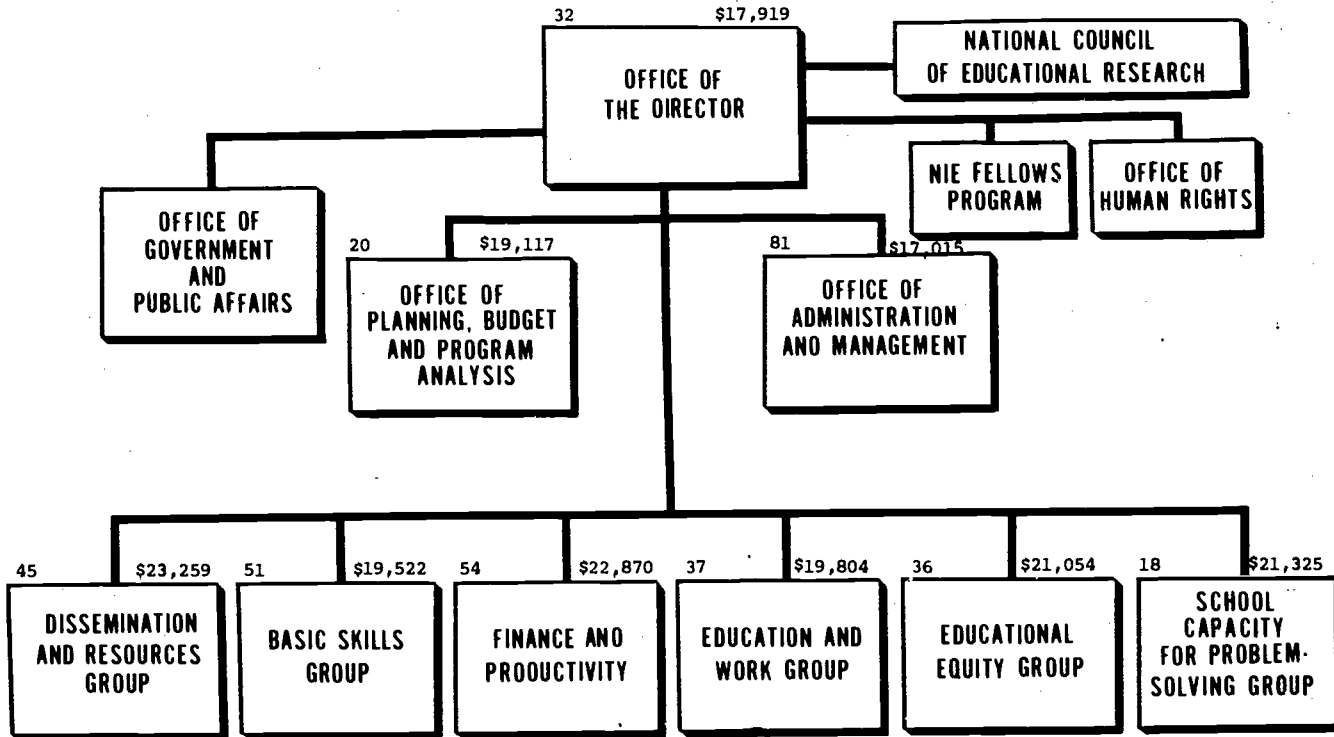 32 $17,919
OFFICE OF
THE DIRECTOR
NATIONAL COUNCIL
OF EDUCATIONAL RESEARCH
NIE FELLOWS
PROGRAM
OFFICE OF
HUMAN RIGHTS
OFFICE OF
GOVERNMENT
AND
PUBLIC AFFAIRS
20 $19,117
OFFICE OF
PLANNING, BUDGET
AND PROGRAM
ANALYSIS
81 $17,015
OFFICE OF
ADMINISTRATION
AND MANAGEMENT
45 $23,259
DISSEMINATION
AND RESOURCES
GROUP
51 $19,522
BASIC SKILLS
GROUP
54 $22,870
FINANCE AND
PRODUCTIVITY
37 $19,804
EDUCATION AND
WORK GROUP
36 $21,054
EDUCATIONAL
EQUITY GROUP
18 $21,325
SCHOOL
CAPACITY
FOR PROBLEM-
SOLVING GROUP